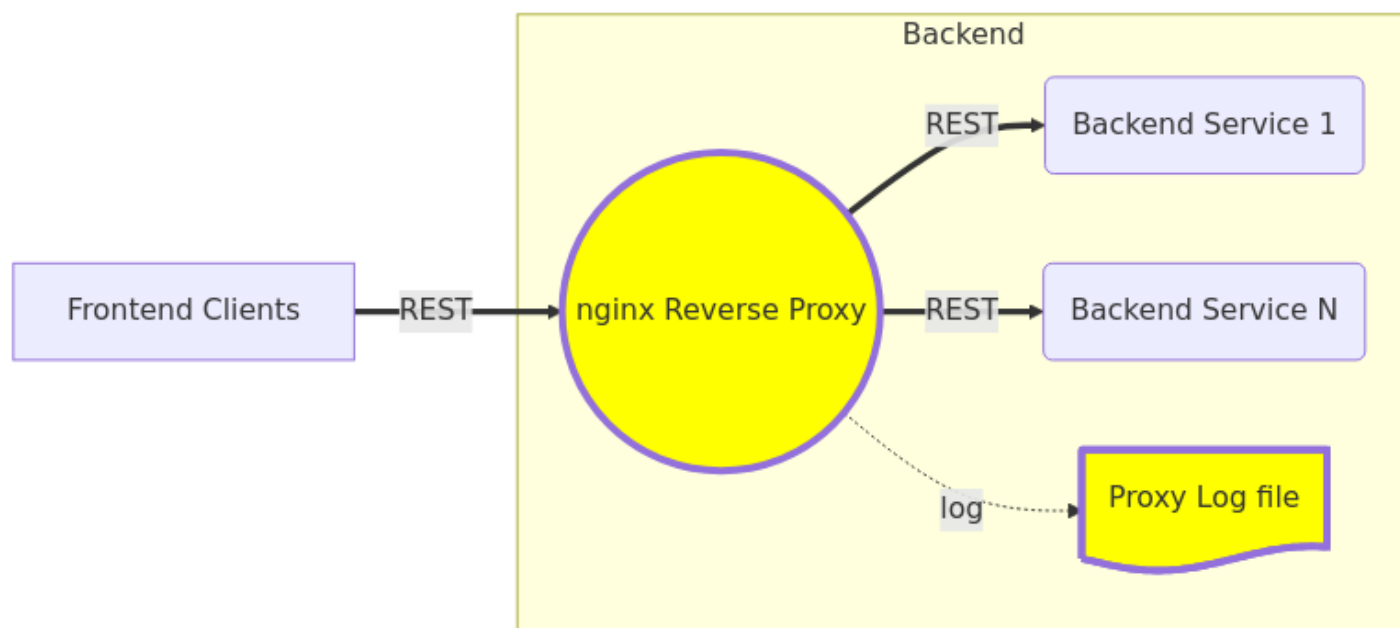 Backend
REST
Backend Service 1
Frontend Clients
REST
nginx Reverse Proxy
REST
Backend Service N
log
Proxy Log file